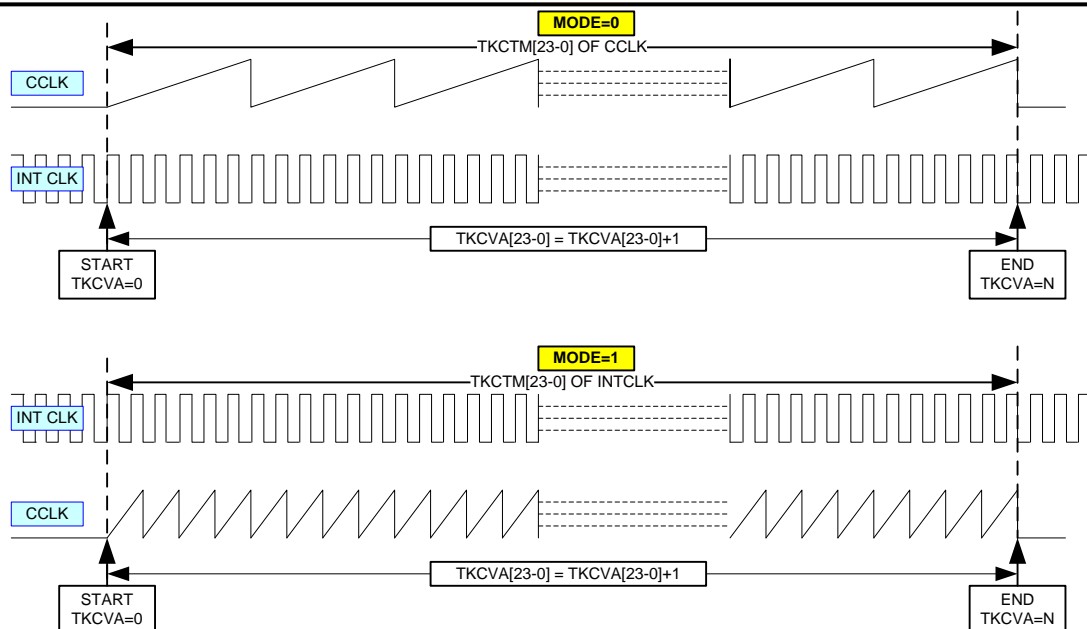 MODE=0
TKCTM[23-0] OF CCLK
CCLK
INT CLK
TKCVA[23-0] = TKCVA[23-0]+1
START
TKCVA=0
END
TKCVA=N
MODE=1
TKCTM[23-0] OF INTCLK
INT CLK
CCLK
TKCVA[23-0] = TKCVA[23-0]+1
START
TKCVA=0
END
TKCVA=N